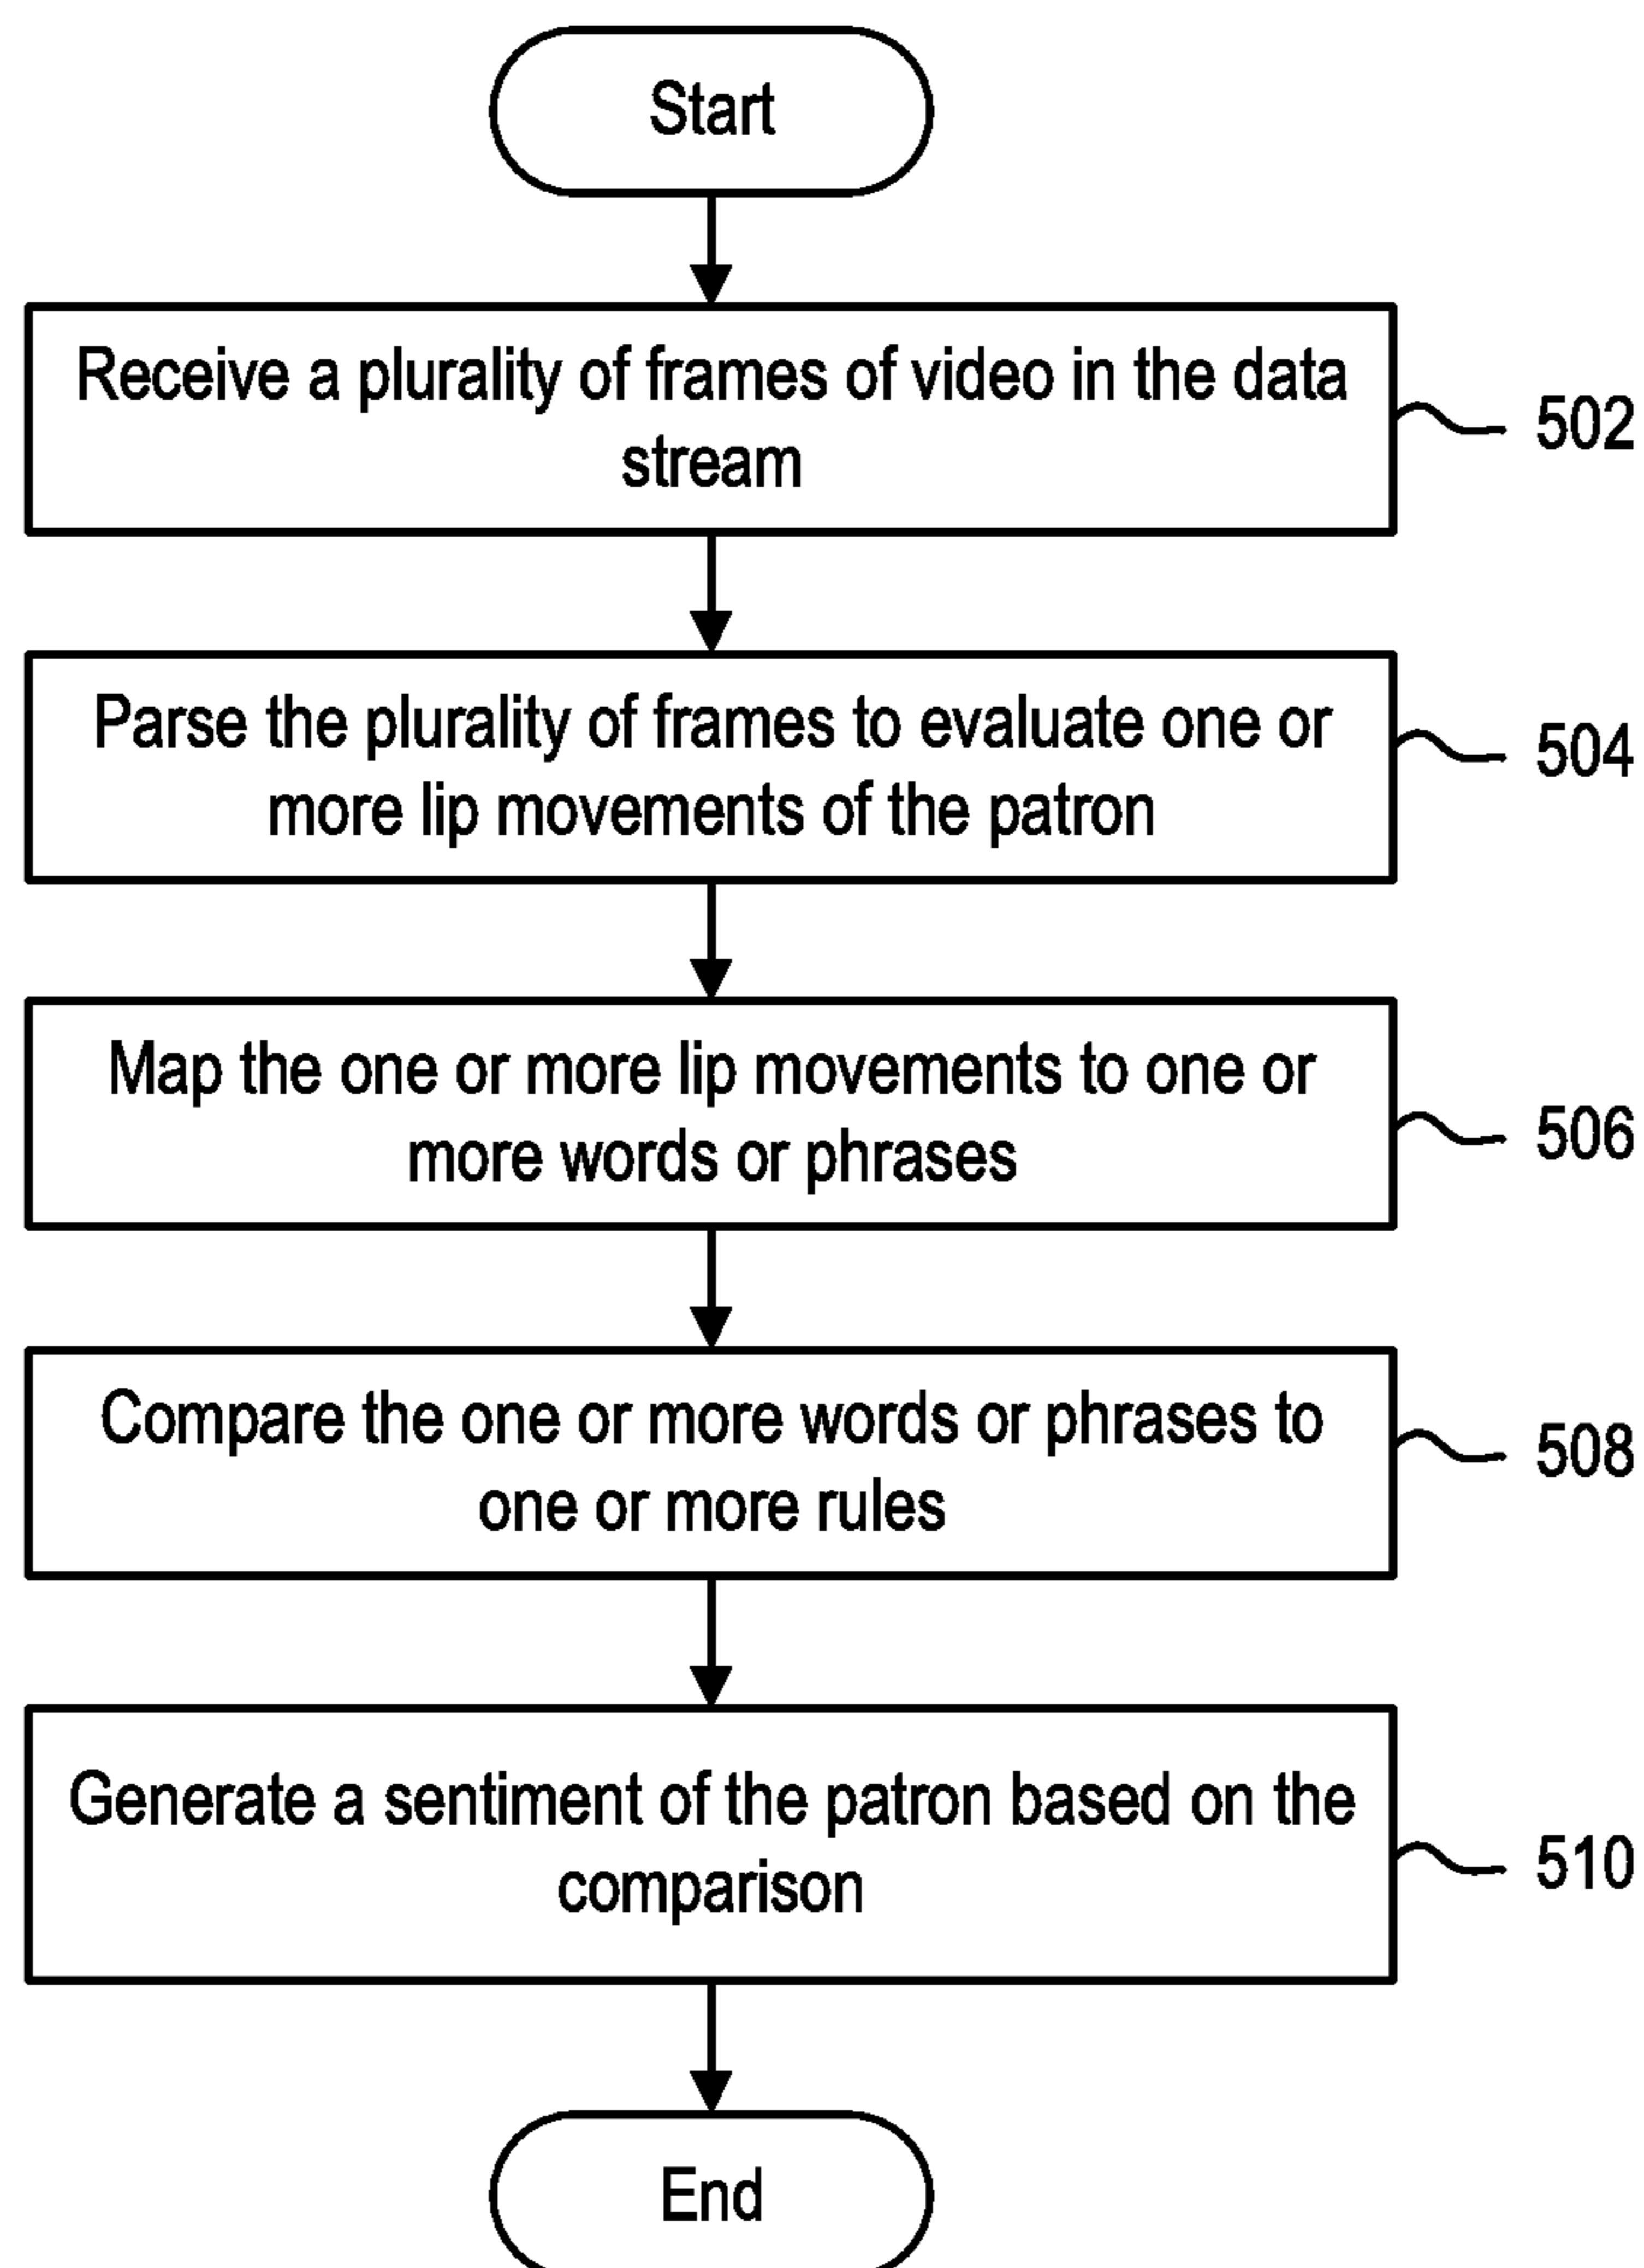 Start
Receive a plurality of frames of video in the data
stream
502
Parse the plurality of frames to evaluate one or
more lip movements of the patron
504
Map the one or more lip movements to one or
more words or phrases
506
Compare the one or more words or phrases to
one or more rules
508
Generate a sentiment of the patron based on the
comparison
510
End